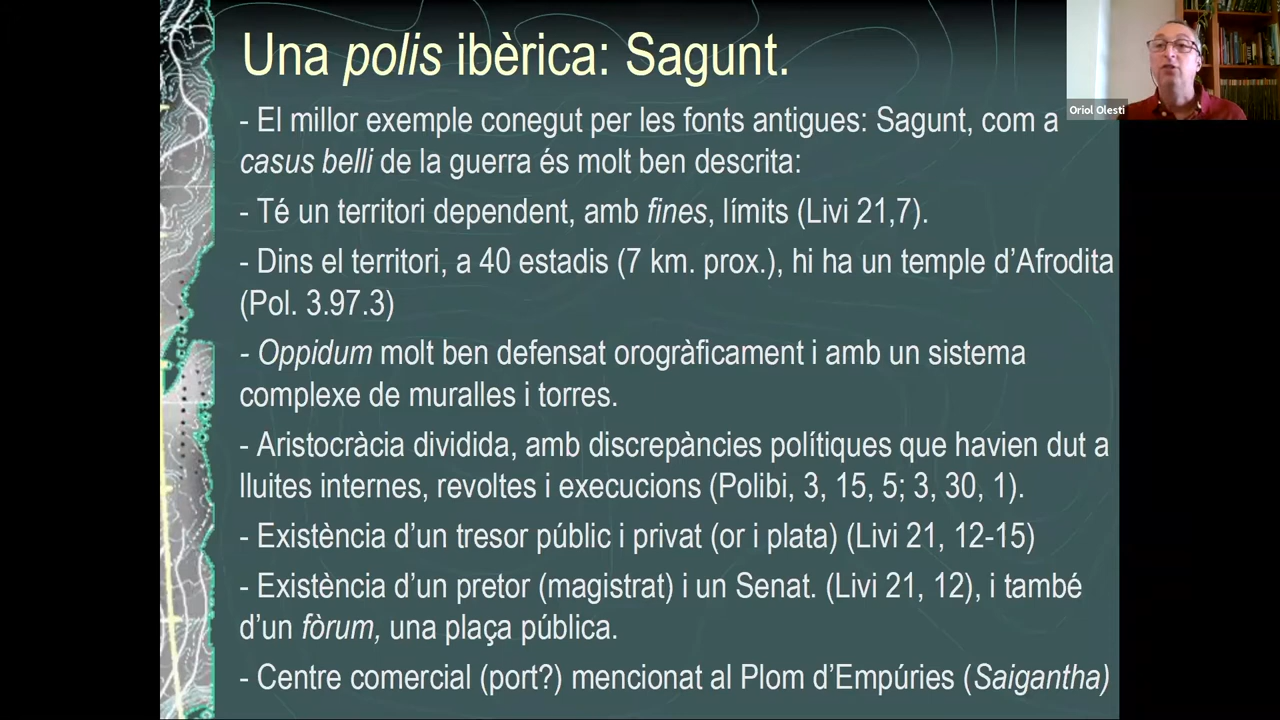 Una polis ibèrica: Sagunt.
- El millor exemple conegut per les fonts antigues: Sagunt, com a
casus belli de la guerra és molt ben descrita:
- Té un territori dependent, amb fines, límits (Livi 21,7).
- Dins el territori, a 40 estadis (7 km. prox.), hi ha un temple d'Afrodita
(Pol. 3.97.3)
- Oppidum molt ben defensat orogràficament i amb un sistema
complexe de muralles i torres.
- Aristocràcia dividida, amb discrepàncies polítiques que havien dut a
lluites internes, revoltes i execucions (Polibi, 3, 15, 5; 3, 30, 1).
- Existència d'un tresor públic i privat (or i plata) (Livi 21, 12-15)
- Existència d'un pretor (magistrat) i un Senat. (Livi 21, 12), i també
d'un fòrum, una plaça pública.
- Centre comercial (port?) mencionat al Plom d'Empúries (Saigantha)
Oriol Olesti